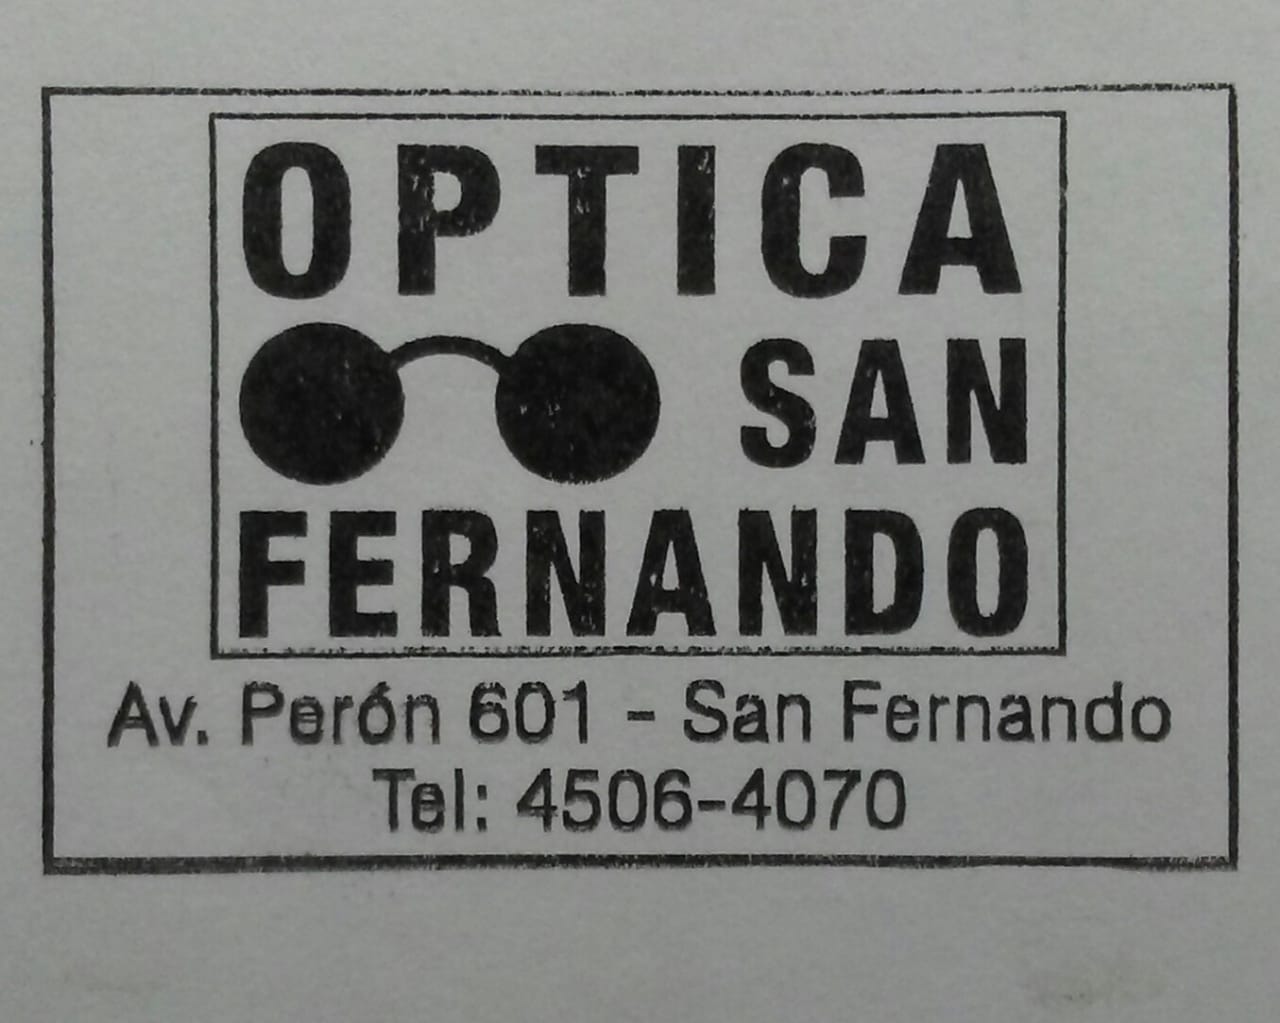 OPTICA
SAN
FERNANDO
Av. Perón 601 - San Fernando
Tel: 4506-4070